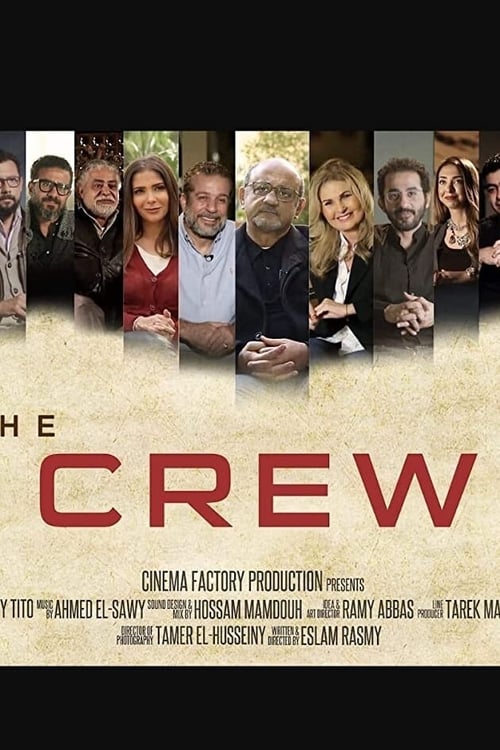 HE
CREW
CINEMA FACTORY PRODUCTION PRESENTS
Y TITO MUSIC BY AHMED EL-SAWY SOUND DESIGN & MIX BY HOSSAM MAMDOUH IDEA & ART DIRECTOR RAMY ABBAS LINE PRODUCER TAREK MA
DIRECTOR OF PHOTOGRAPHY TAMER EL-HUSSEINY WRITTEN & DIRECTED BY ESLAM RASMY